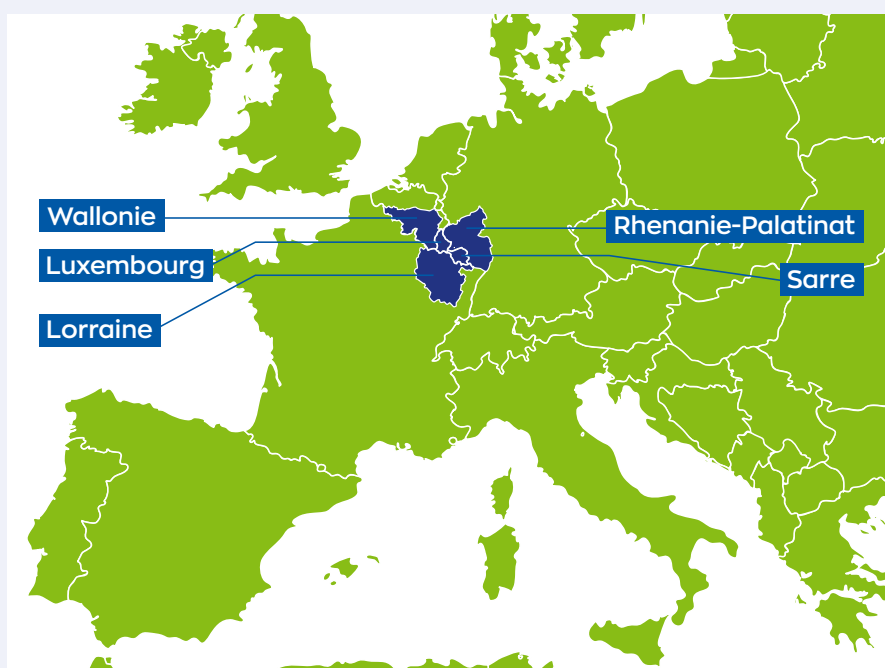 Wallonie
Rhenanie-Palatinat
Luxembourg
Sarre
Lorraine